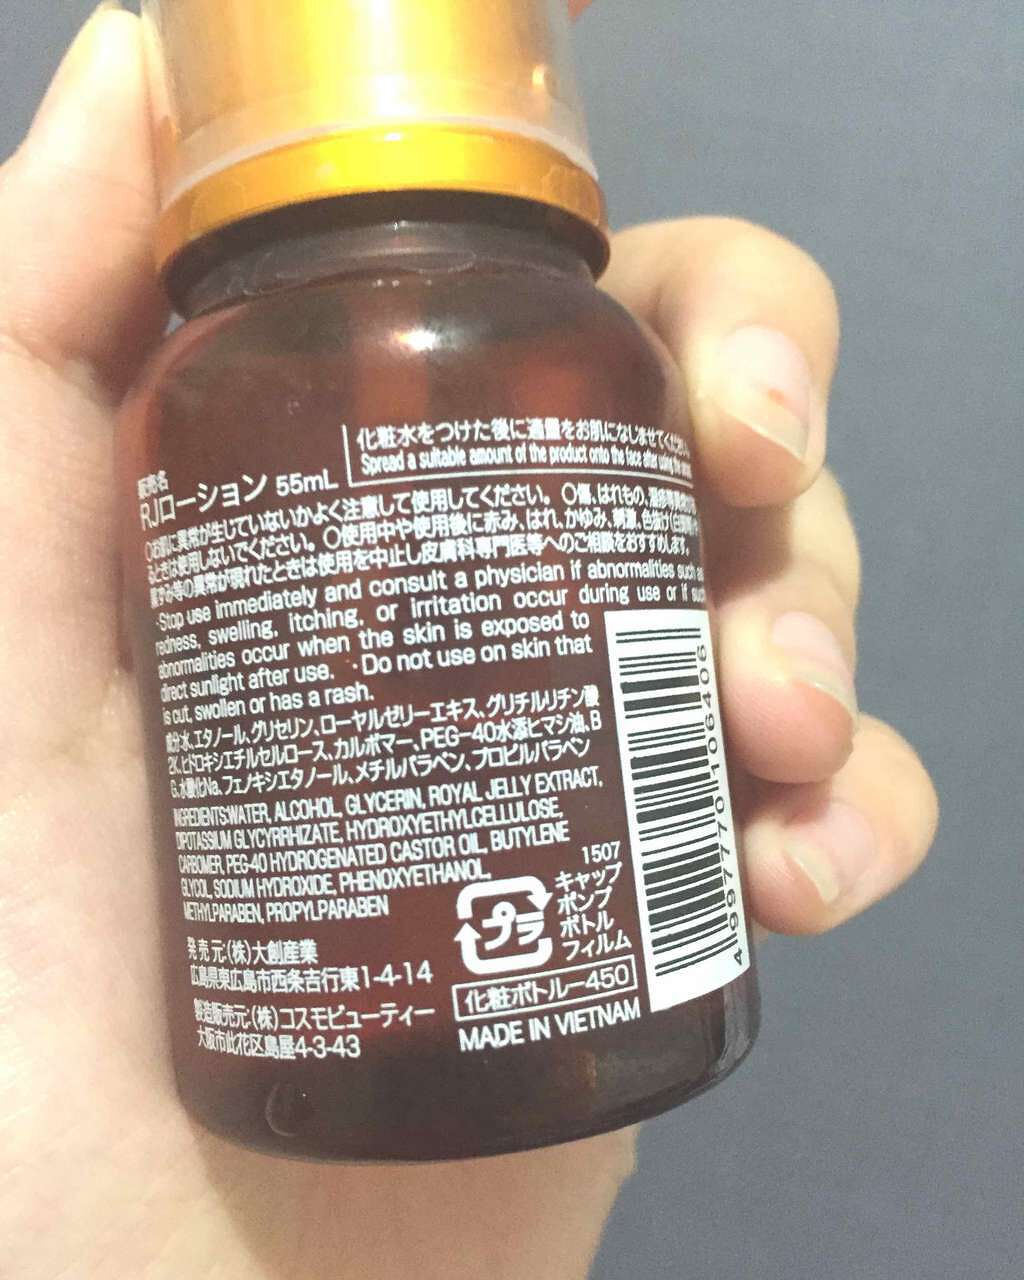 化粧水をつけた後に適量をお肌になじませてくださ
Spread a suitable amount of the product onto the face after using the
販売名
RJローション 55mL
○お肌に異常が生じていないかよく注意して使用してください。○傷、はれもの、湿疹等異常が
るときは使用しないでください。○使用中や使用後に赤み、はれ、かゆみ、刺激、色抜け(白斑等)や
黒ずみ等の異常が現れたときは使用を中止し皮膚科専門医等へのご相談をおすすめします。
·Stop use immediately and consult a physician if abnormalities such as
redness, swelling, itching, or irritation occur during use or if such
abnormalities occur when the skin is exposed to
direct sunlight after use. ·Do not use on skin that
is cut, swollen or has a rash.
成分:水、エタノール、グリセリン、ローヤルゼリーエキス、グリチルリチン酸
2K、ヒドロキシエチルセルロース、カルボマー、PEG-40水添ヒマシ油、B
G、水酸化Na、フェノキシエタノール、メチルパラベン、プロピルパラベン
INGREDIENTS:WATER, ALCOHOL, GLYCERIN, ROYAL JELLY EXTRACT,
DIPOTASSIUM GLYCYRRHIZATE, HYDROXYETHYLCELLULOSE,
CARBOMER, PEG-40 HYDROGENATED CASTOR OIL, BUTYLENE
GLYCOL, SODIUM HYDROXIDE, PHENOXYETHANOL,
METHYLPARABEN, PROPYLPARABEN
発売元:(株)大創産業
広島県東広島市西条吉行東1-4-14
製造販売元:(株)コスモビューティー
大阪市此花区島屋4-3-43
1507
プラ
キャップ
ポンプ
ボトル
フィルム
化粧ボトルー450
MADE IN VIETNAM
4 997770 106406